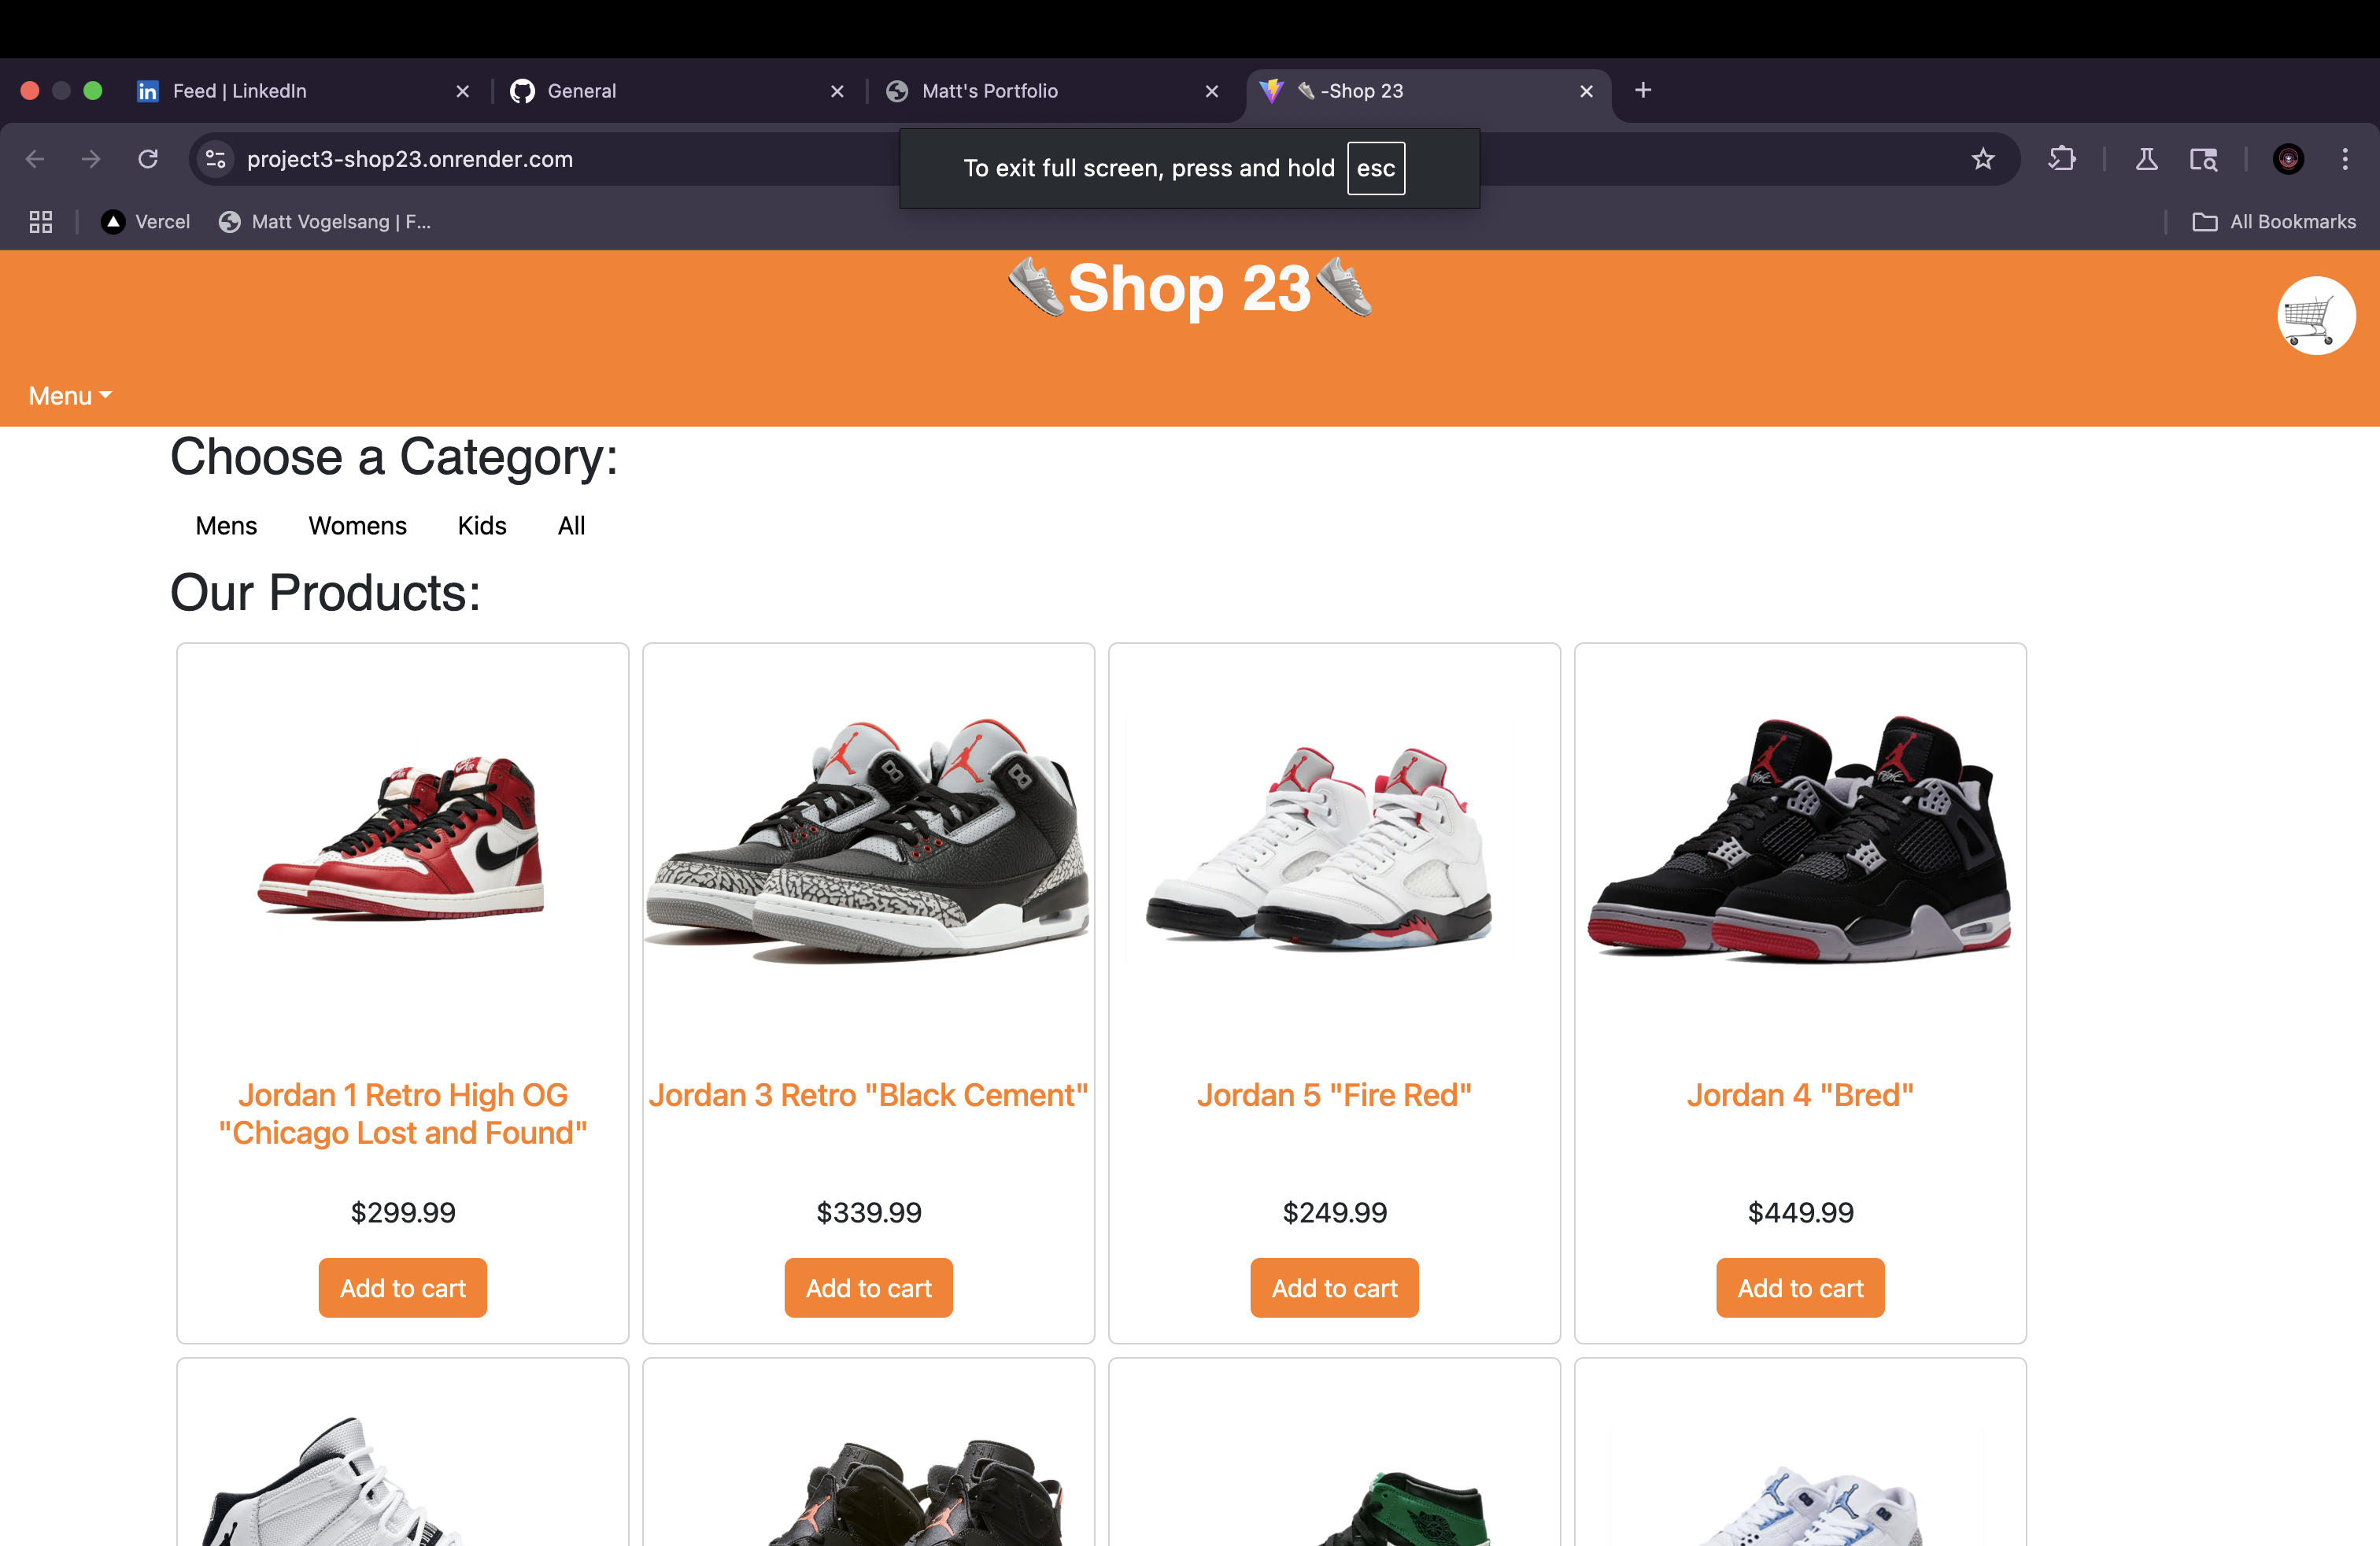 Feed | LinkedIn
General
Matt's Portfolio
-Shop 23
project3-shop23.onrender.com
To exit full screen, press and hold esc
Vercel
Matt Vogelsang | F...
All Bookmarks
Shop 23
Menu
Choose a Category:
Mens Womens Kids All
Our Products:
Jordan 1 Retro High OG
"Chicago Lost and Found"
$299.99
Add to cart
Jordan 3 Retro "Black Cement"
$339.99
Add to cart
Jordan 5 "Fire Red"
$249.99
Add to cart
Jordan 4 "Bred"
$449.99
Add to cart